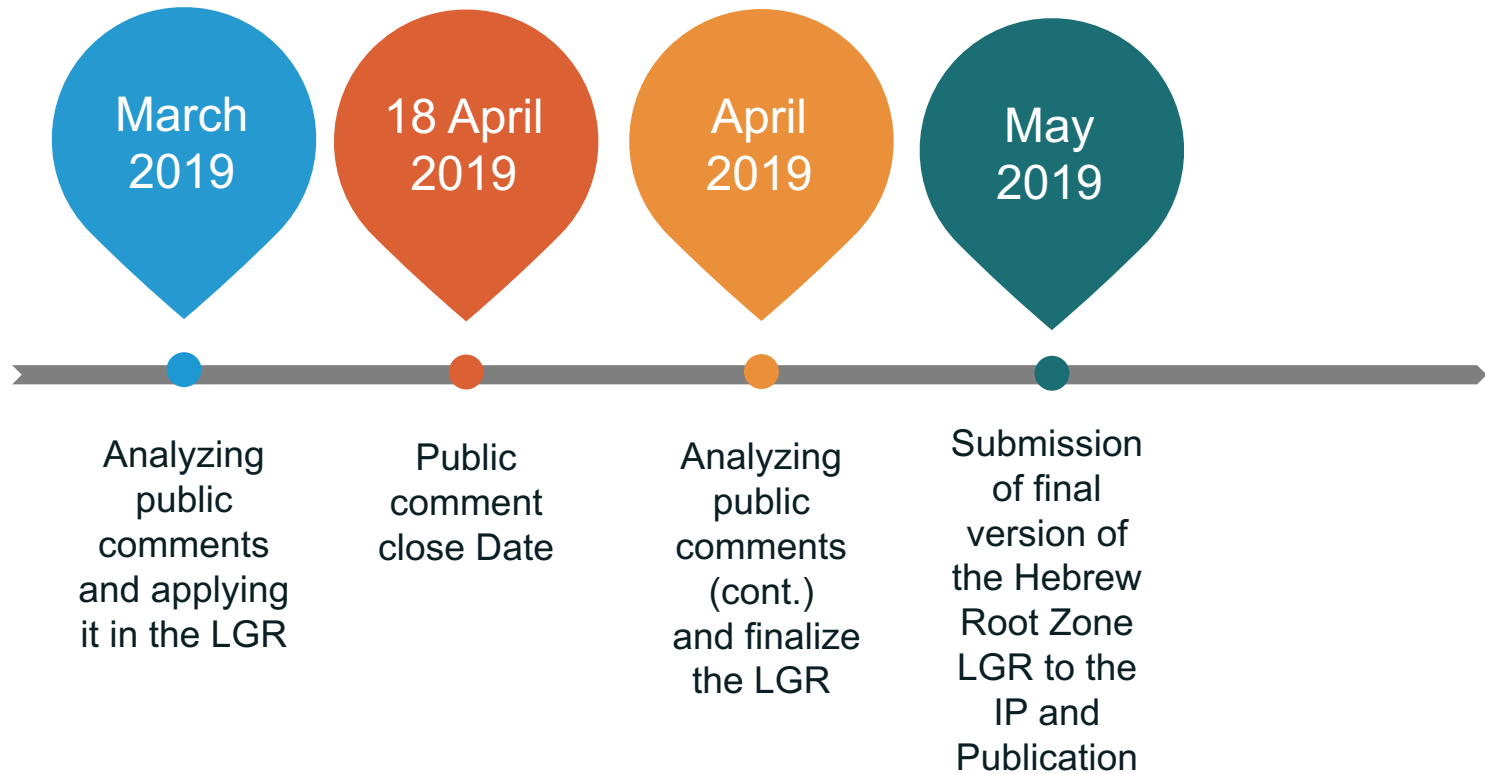 March
2019
18 April
2019
April
2019
May
2019
Analyzing
public
comments
and applying
it in the LGR
Public
comment
close Date
Analyzing
public
comments
(cont.)
and finalize
the LGR
Submission
of final
version of
the Hebrew
Root Zone
LGR to the
IP and
Publication